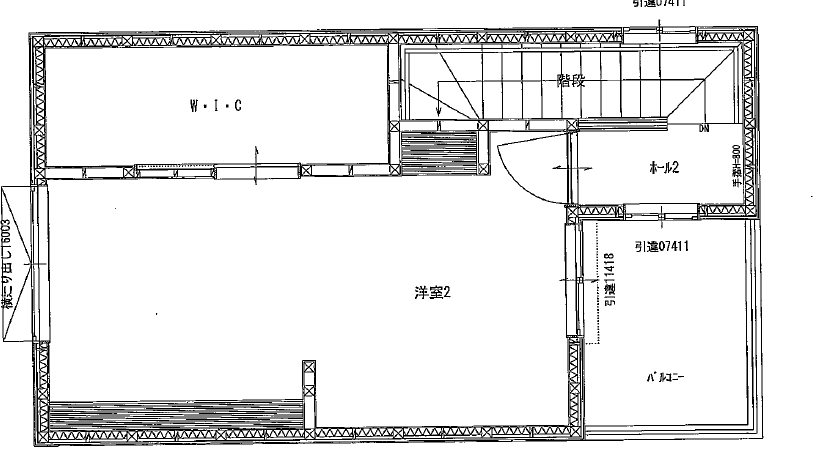 引違07411
W・I・C
階段
DN
ホール2
手摺H=800
横すべり出し16003
引違07411
引違11418
洋室2
バルコニー